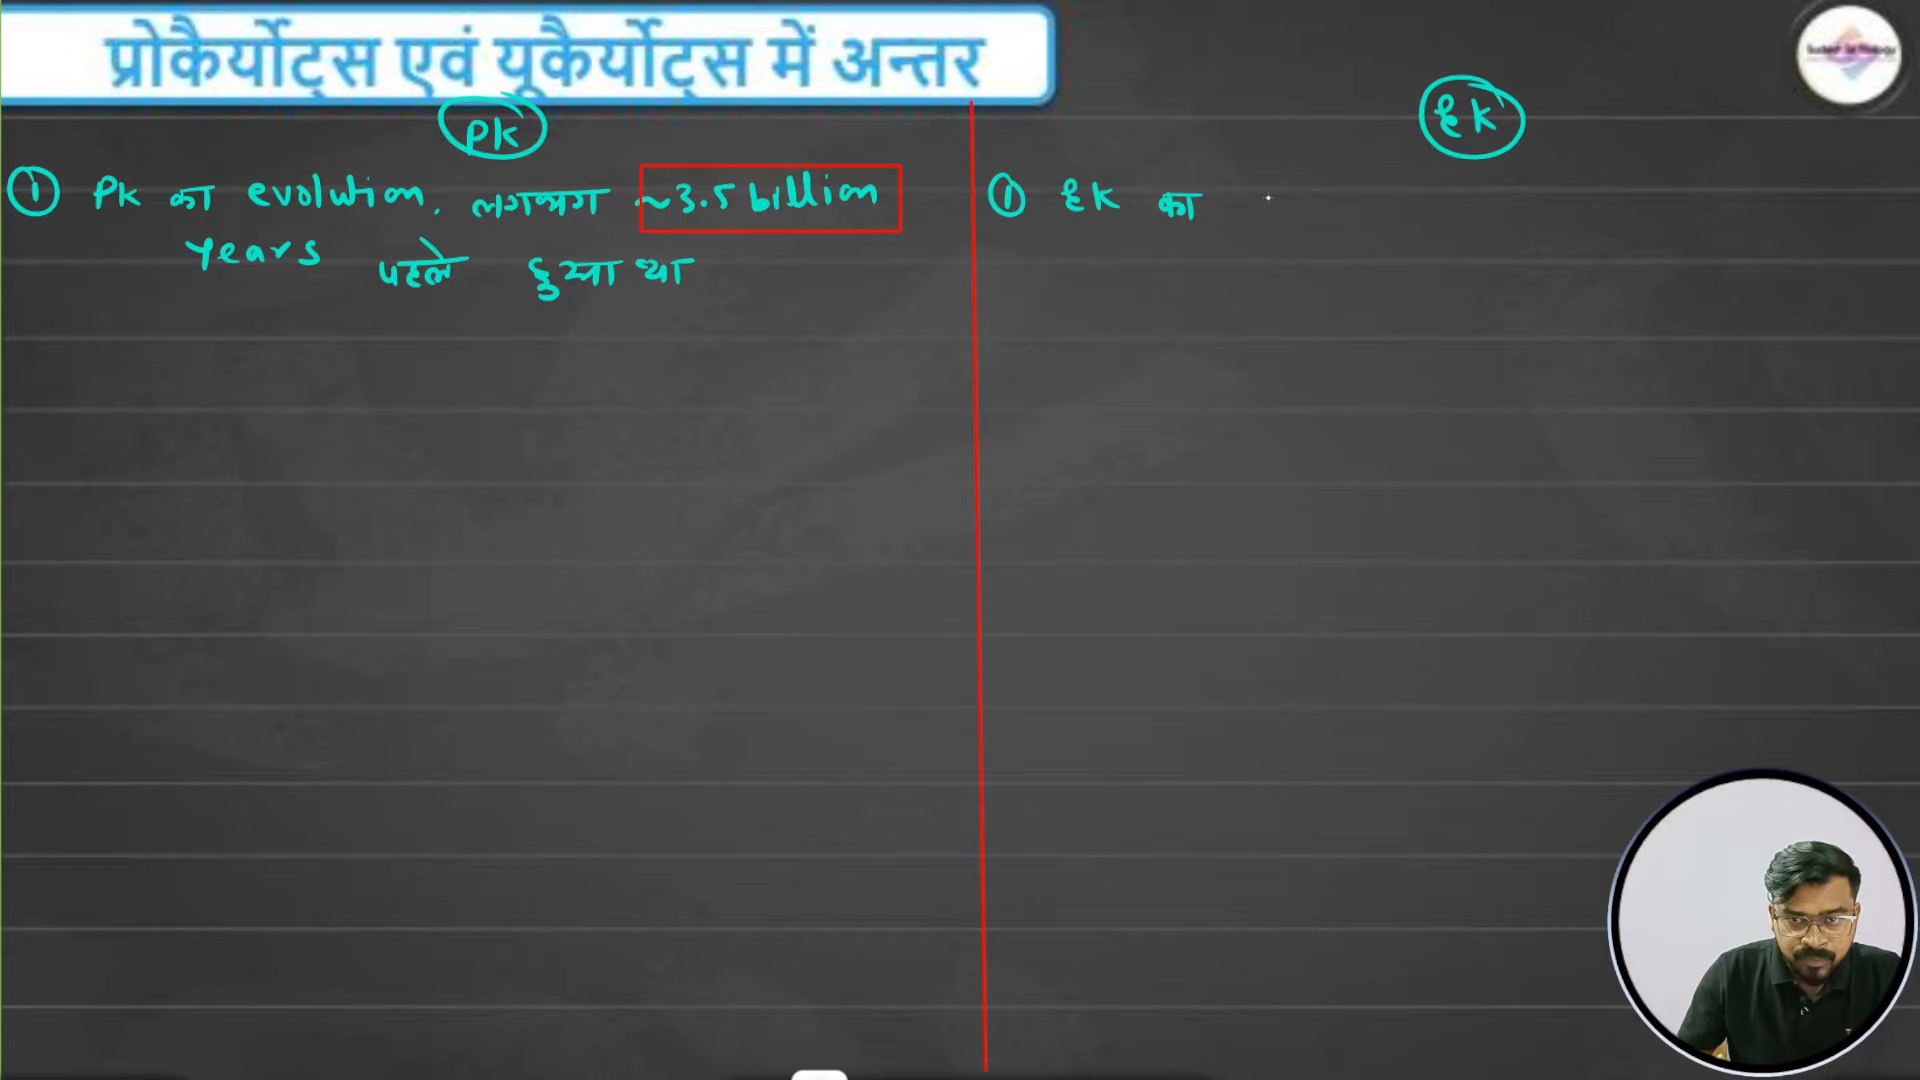 प्रोकैर्योट्स एवं यूकैर्योट्स में अन्तर
PK
① PK का evolution, लगभग ~3.5 billion
years पहले हुआ था
EK
① EK का